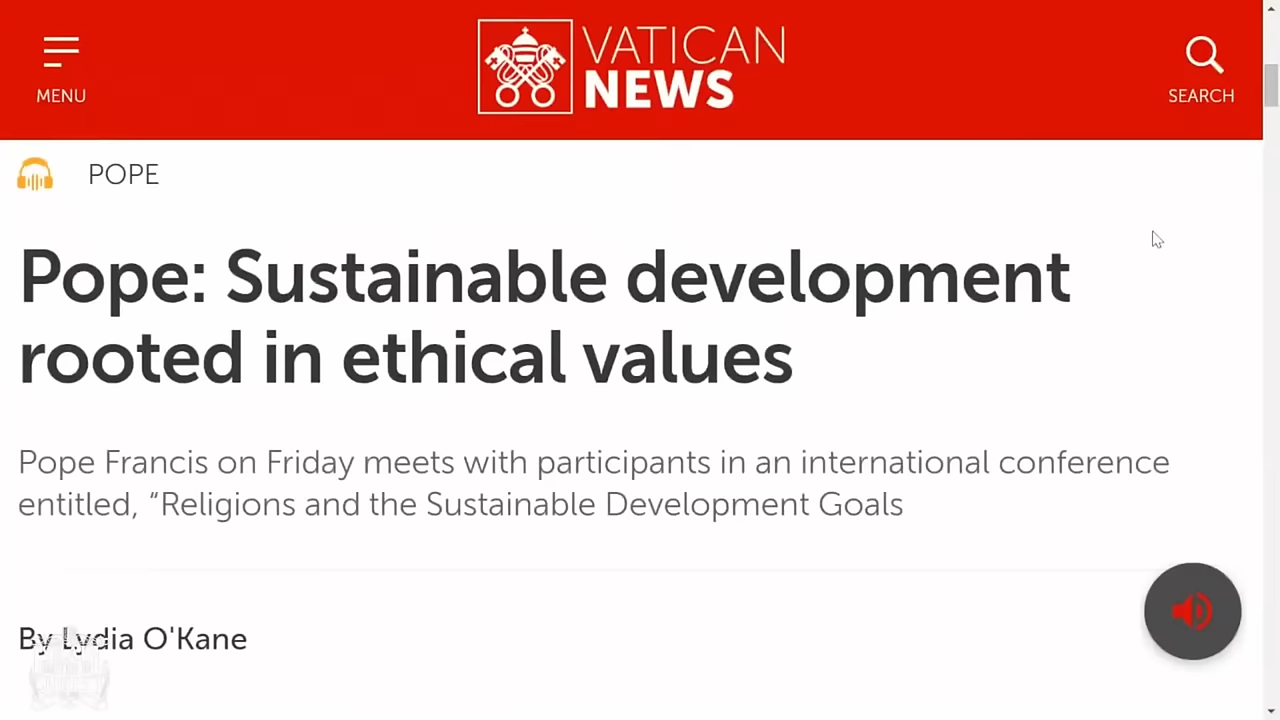 VATICAN
NEWS
MENU
SEARCH
POPE
Pope: Sustainable development
rooted in ethical values
Pope Francis on Friday meets with participants in an international conference
entitled, “Religions and the Sustainable Development Goals
By Lydia O'Kane